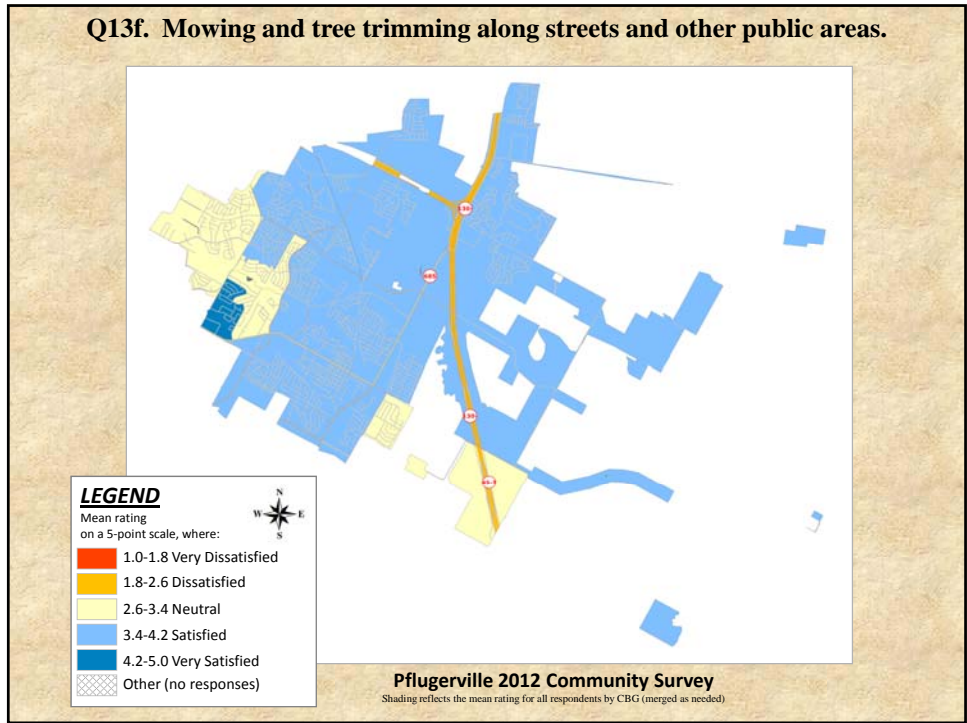 Q13f. Mowing and tree trimming along streets and other public areas.
130
685
130
LEGEND
Mean rating
on a 5-point scale, where:
N
W E
S
1.0-1.8 Very Dissatisfied
1.8-2.6 Dissatisfied
2.6-3.4 Neutral
3.4-4.2 Satisfied
4.2-5.0 Very Satisfied
Other (no responses)
Pflugerville 2012 Community Survey
Shading reflects the mean rating for all respondents by CBG (merged as needed)